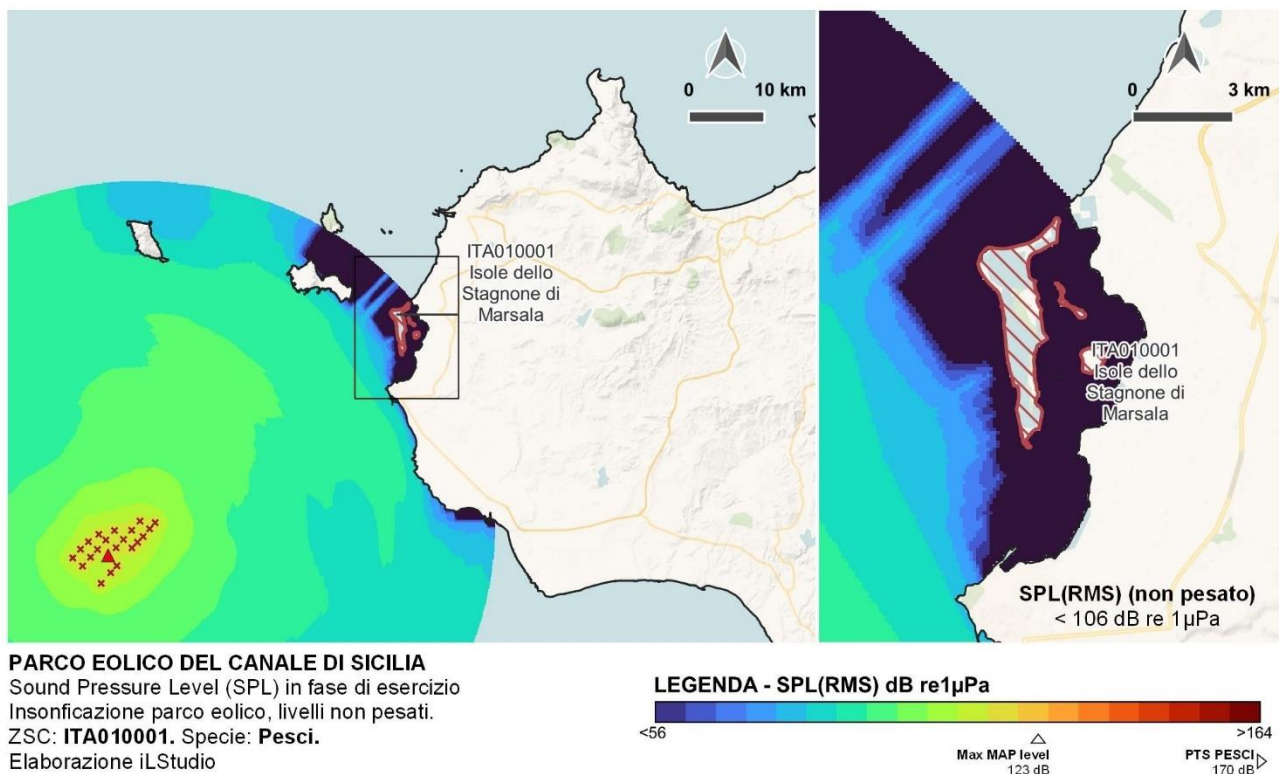 0 10 km
ITA010001
Isole dello
Stagnone di
Marsala
0 3 km
ITA010001
Isole dello
Stagnone di
Marsala
SPL(RMS) (non pesato)
< 106 dB re 1µPa
PARCO EOLICO DEL CANALE DI SICILIA
Sound Pressure Level (SPL) in fase di esercizio
Insonficazione parco eolico, livelli non pesati.
ZSC: ITA010001. Specie: Pesci.
Elaborazione iLStudio
LEGENDA - SPL(RMS) dB re1µPa
<56 >164
Max MAP level
123 dB
PTS PESCI
170 dB